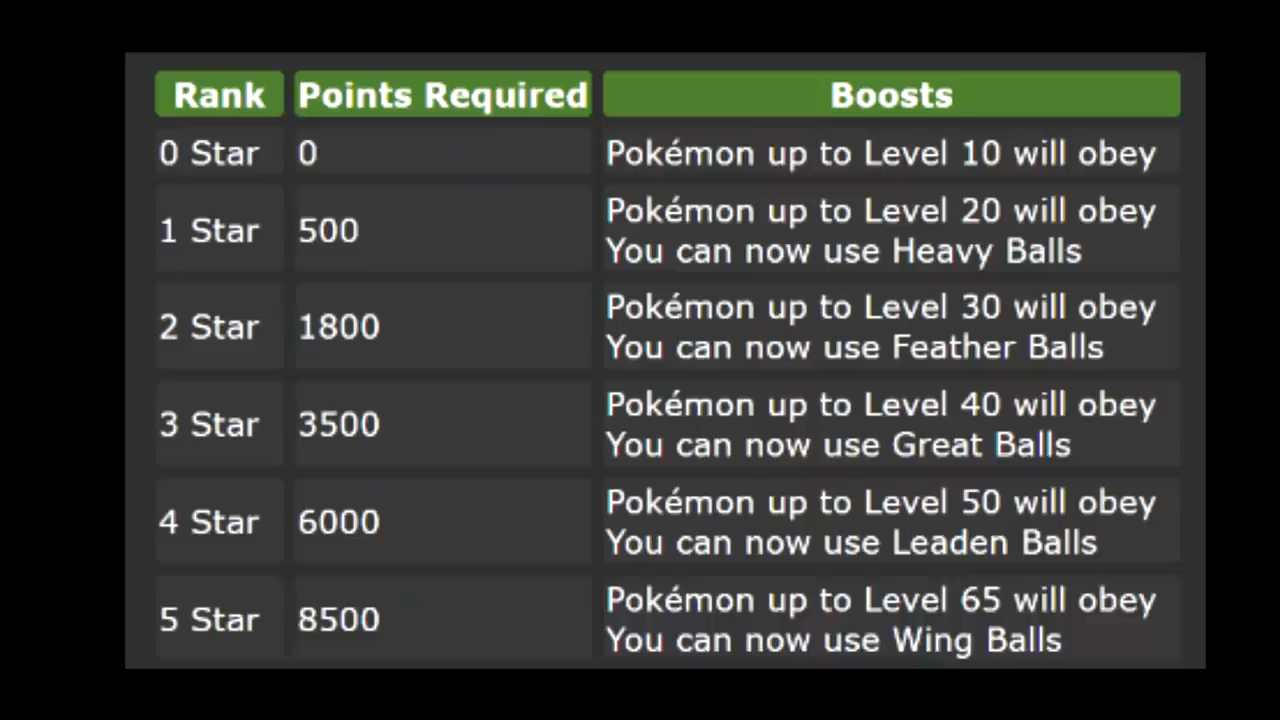 Rank Points Required Boosts
0 Star 0 Pokémon up to Level 10 will obey
1 Star 500 Pokémon up to Level 20 will obey
You can now use Heavy Balls
2 Star 1800 Pokémon up to Level 30 will obey
You can now use Feather Balls
3 Star 3500 Pokémon up to Level 40 will obey
You can now use Great Balls
4 Star 6000 Pokémon up to Level 50 will obey
You can now use Leaden Balls
5 Star 8500 Pokémon up to Level 65 will obey
You can now use Wing Balls